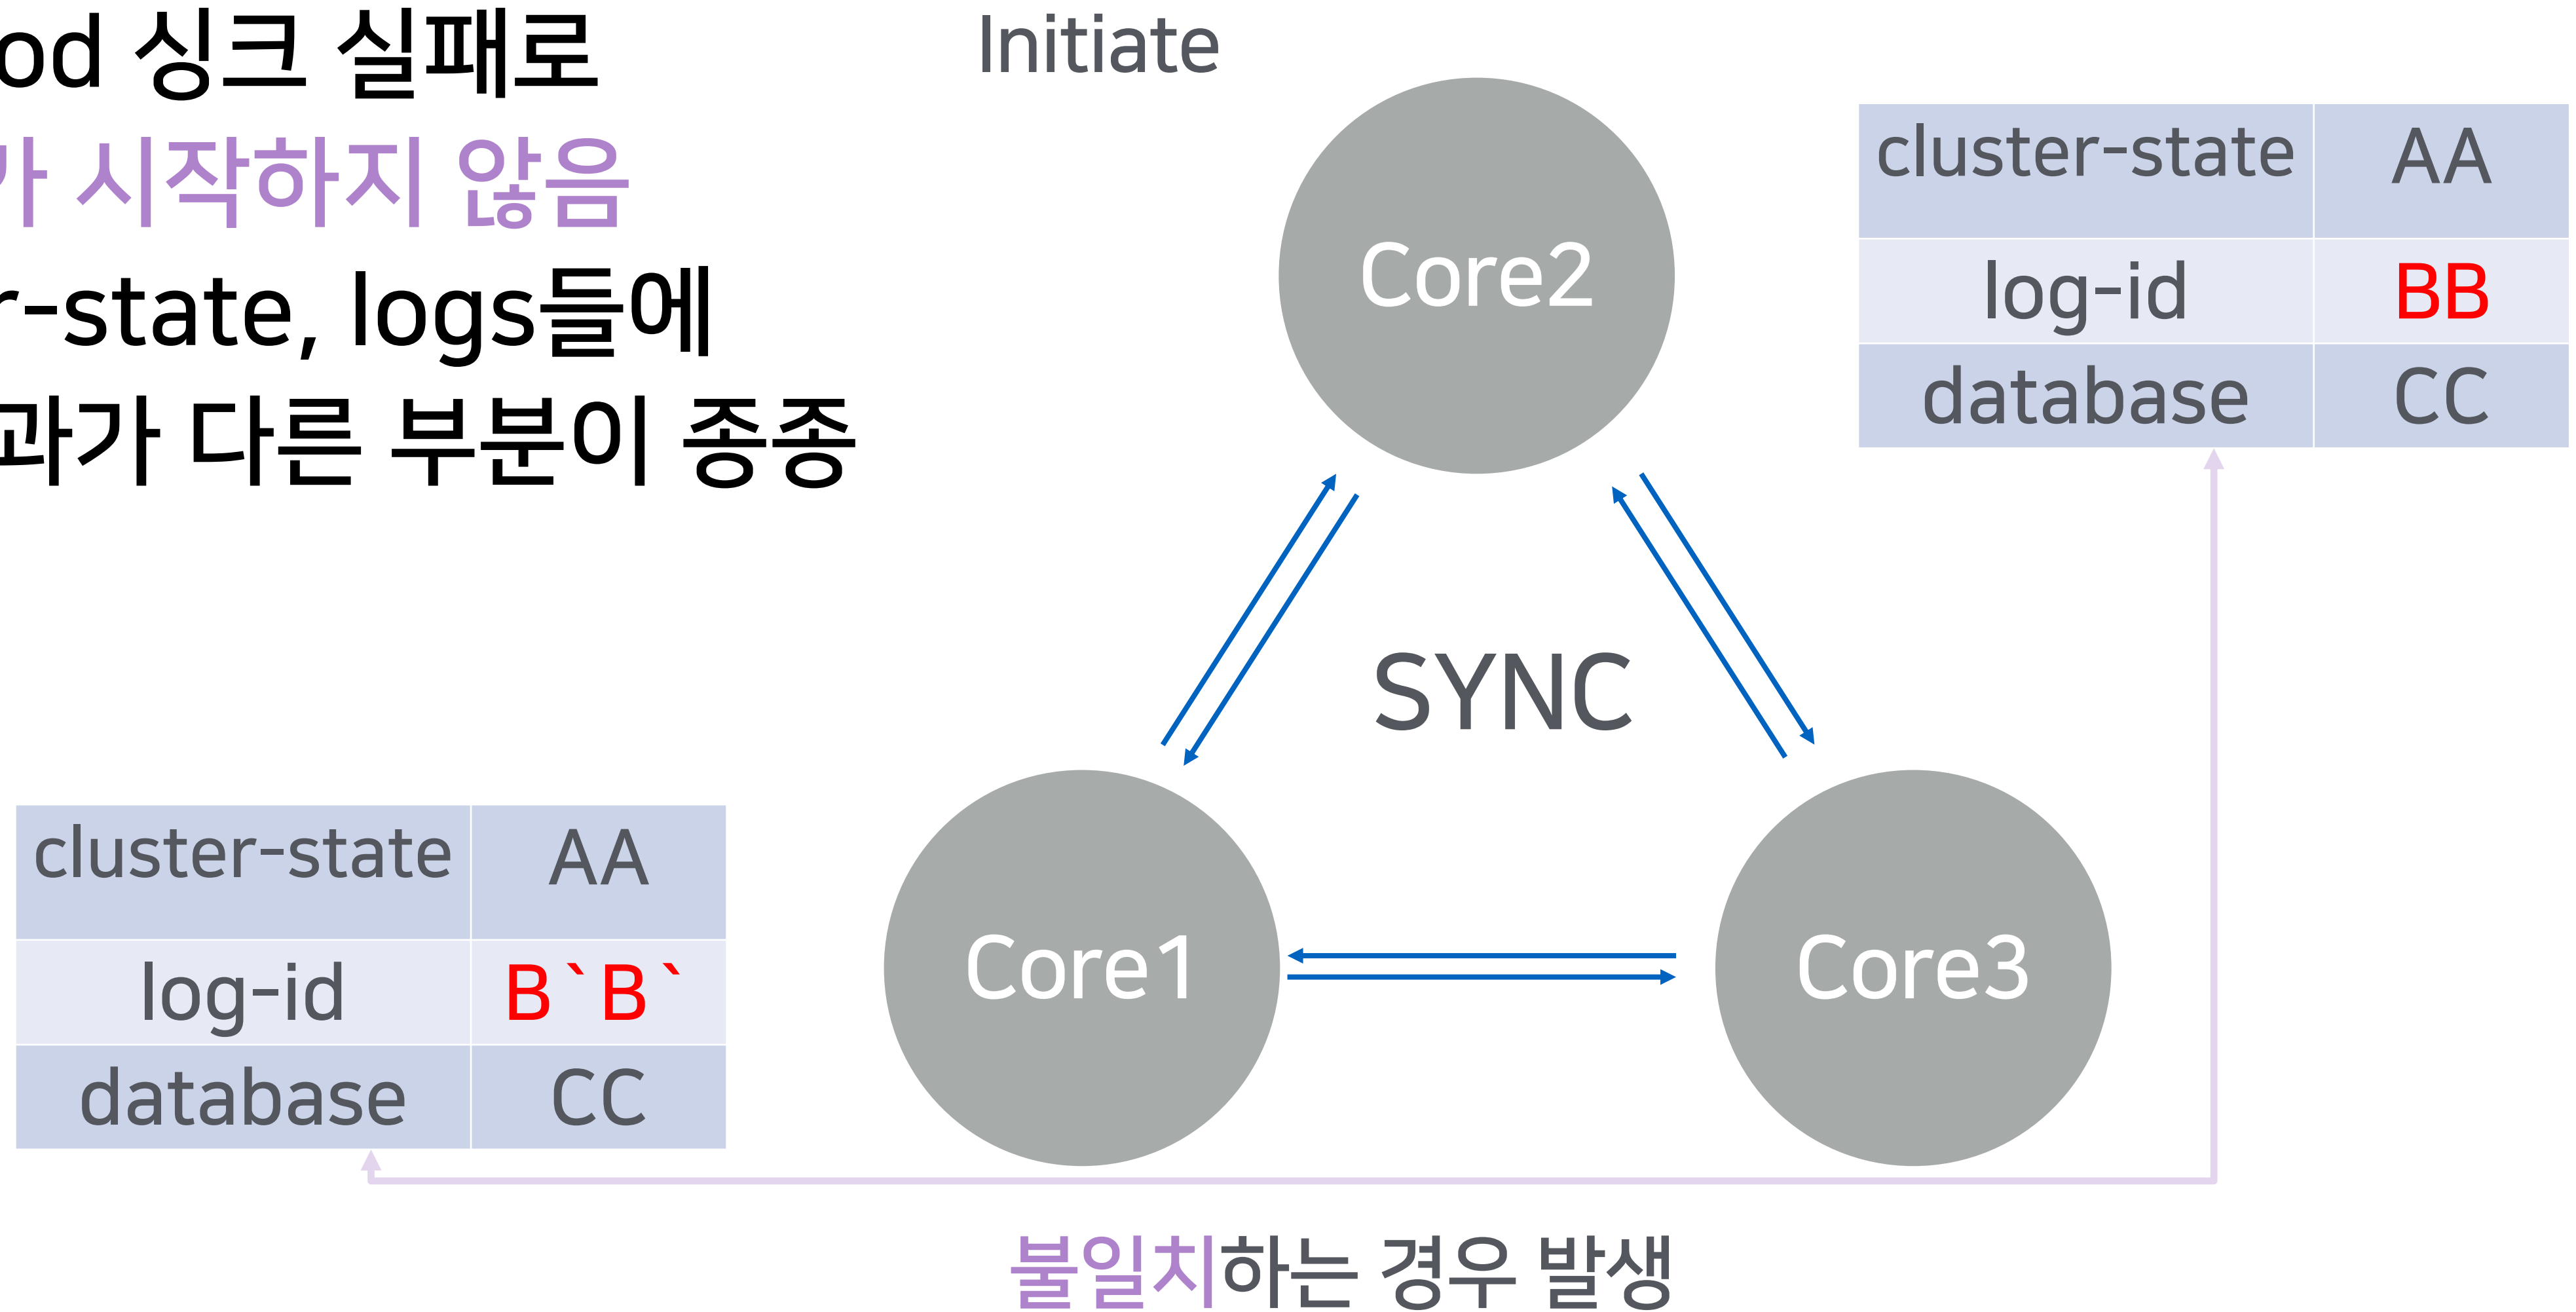 od 싱크 실패로
가 시작하지 않음
r-state, logs들에
과가 다른 부분이 종종
Initiate
Core2
cluster-state AA
log-id BB
database CC
SYNC
cluster-state AA
log-id B`B`
database CC
Core1
Core3
불일치하는 경우 발생